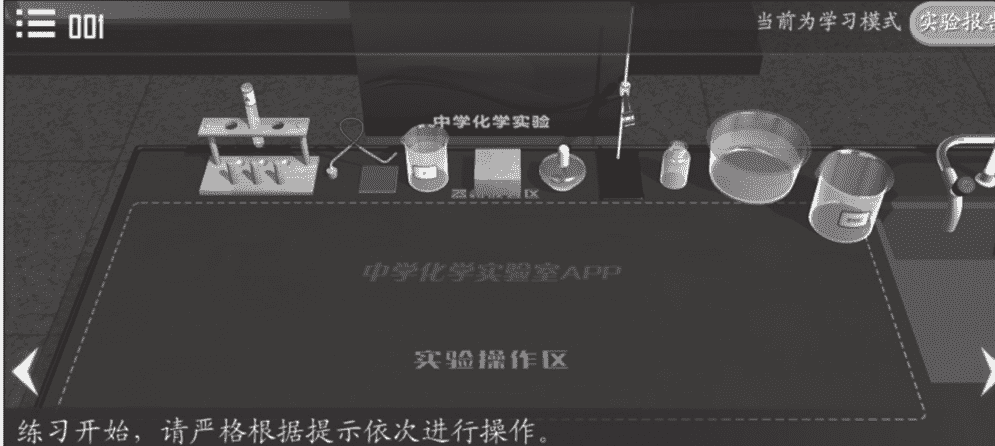 001
当前为学习模式
实验报告
中学化学实验
中学化学实验室APP
实验操作区
练习开始，请严格根据提示依次进行操作。